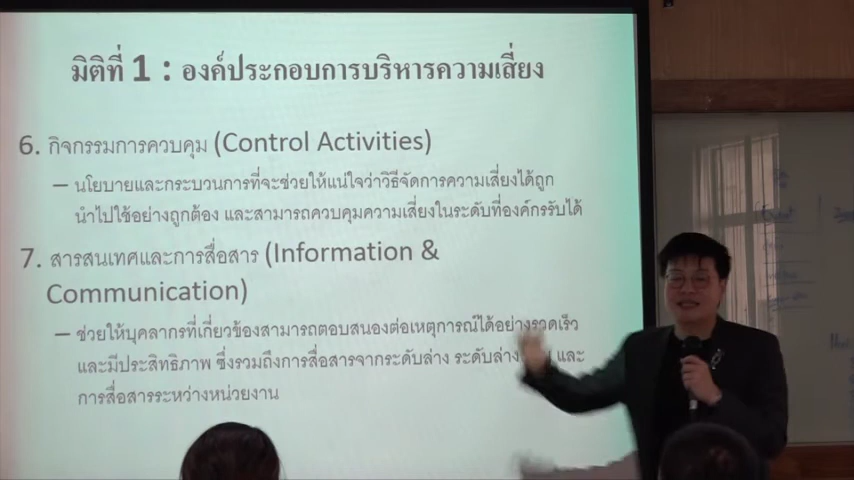 มิติที่ 1 : องค์ประกอบการบริหารความเสี่ยง
6. กิจกรรมการควบคุม (Control Activities)
– นโยบายและกระบวนการที่จะช่วยให้แน่ใจว่าวิธีจัดการความเสี่ยงได้ถูก
นำไปใช้อย่างถูกต้อง และสามารถควบคุมความเสี่ยงในระดับที่องค์กรรับได้
7. สารสนเทศและการสื่อสาร (Information &
Communication)
– ช่วยให้บุคลากรที่เกี่ยวข้องสามารถตอบสนองต่อเหตุการณ์ได้อย่างรวดเร็ว
และมีประสิทธิภาพ ซึ่งรวมถึงการสื่อสารจากระดับล่าง ระดับล่าง และ
การสื่อสารระหว่างหน่วยงาน